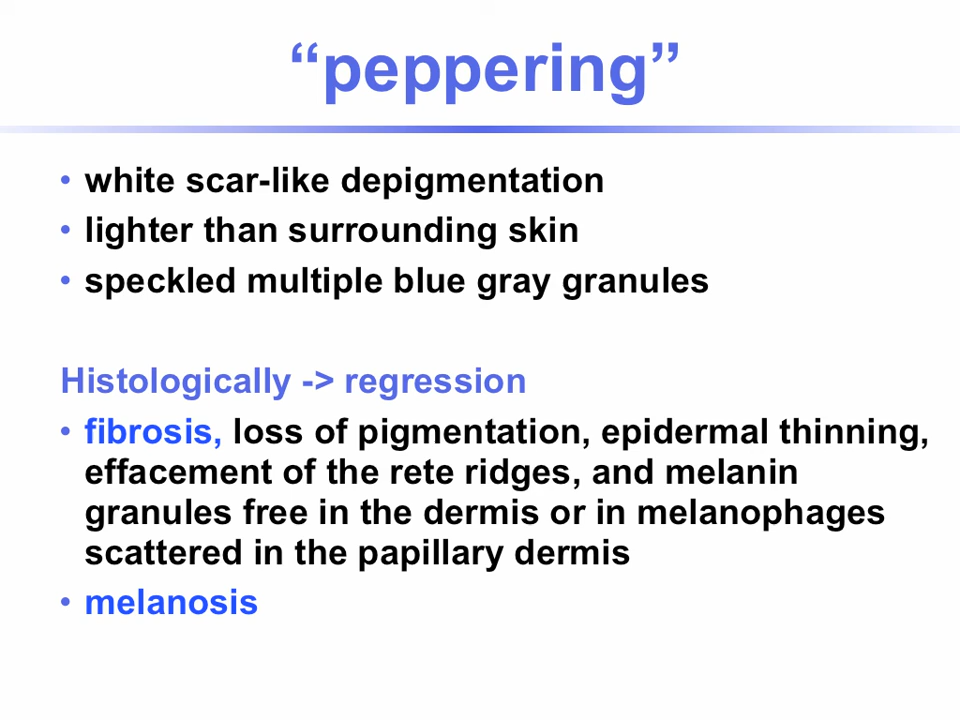 “peppering”
• white scar-like depigmentation
• lighter than surrounding skin
• speckled multiple blue gray granules
Histologically -> regression
• fibrosis, loss of pigmentation, epidermal thinning,
effacement of the rete ridges, and melanin
granules free in the dermis or in melanophages
scattered in the papillary dermis
• melanosis